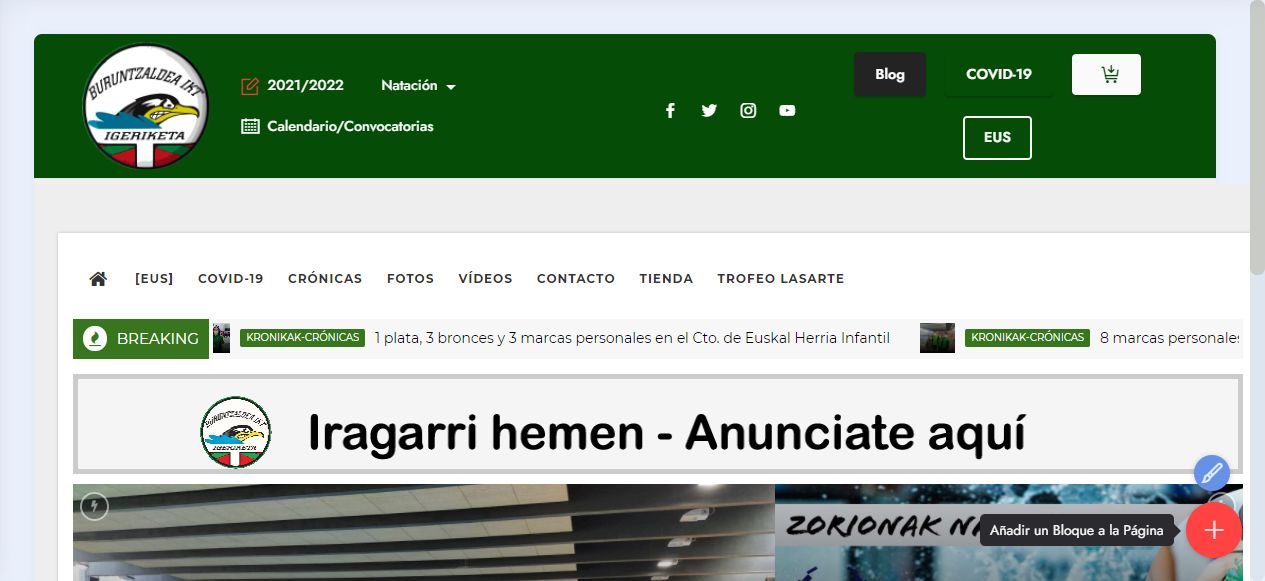 BURUNTZALDEA IKT
IGERIKETA
2021/2022
Natación
Calendario/Convocatorias
Blog
COVID-19
EUS
[EUS] COVID-19 CRÓNICAS FOTOS VÍDEOS CONTACTO TIENDA TROFEO LASARTE
BREAKING KRONIKAK-CRÓNICAS 1 plata, 3 bronces y 3 marcas personales en el Cto. de Euskal Herria Infantil KRONIKAK-CRÓNICAS 8 marcas personales
BURUNTZALDEA IKT
IGERIKETA
Iragarri hemen - Anunciate aquí
ZORIONAK
Añadir un Bloque a la Página